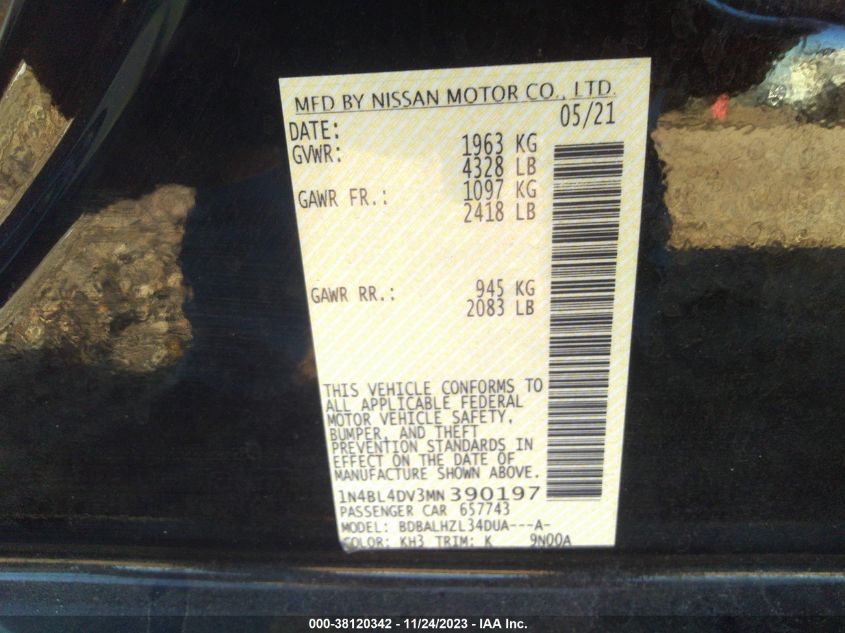 MFD BY NISSAN MOTOR CO., LTD.
DATE: 05/21
GVWR: 1963 KG
4328 LB
GAWR FR.: 1097 KG
2418 LB
GAWR RR.: 945 KG
2083 LB
THIS VEHICLE CONFORMS TO
ALL APPLICABLE FEDERAL
MOTOR VEHICLE SAFETY,
BUMPER, AND THEFT
PREVENTION STANDARDS IN
EFFECT ON THE DATE OF
MANUFACTURE SHOWN ABOVE.
1N4BL4DV3MN390197
PASSENGER CAR 657743
MODEL: BDBALHZL34DUA---A-
COLOR: KH3 TRIM: K 9N00A
000-38120342 - 11/24/2023 - IAA Inc.